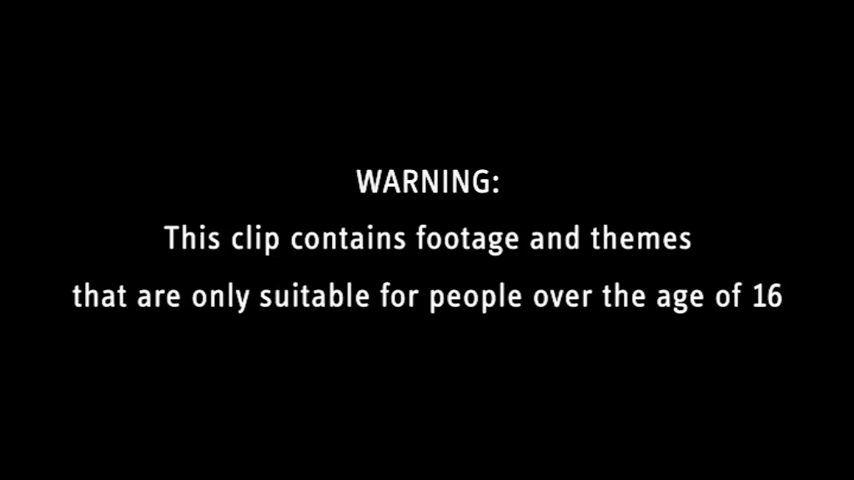 WARNING:
This clip contains footage and themes
that are only suitable for people over the age of 16